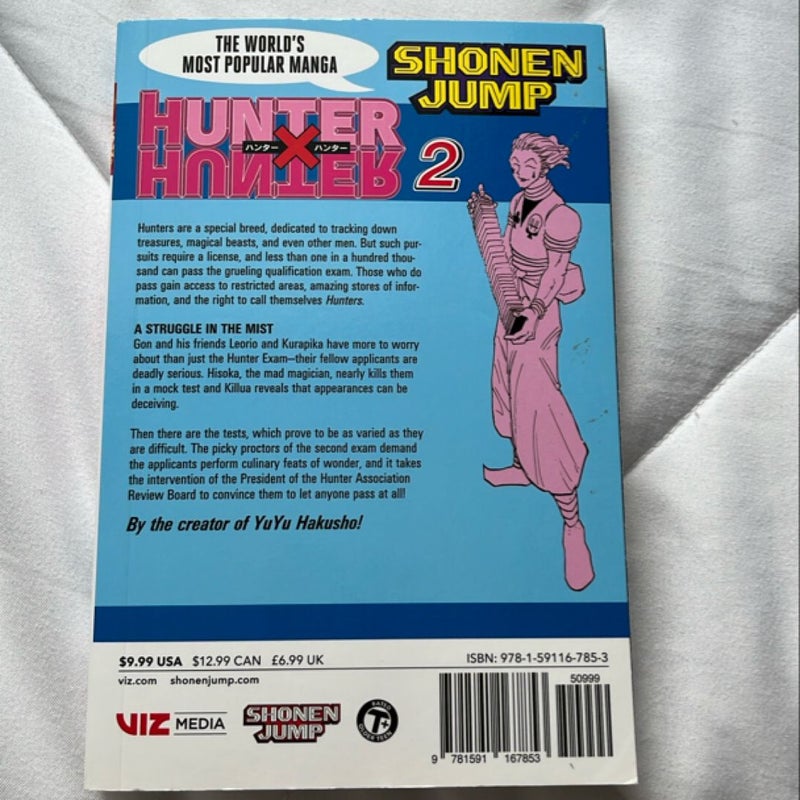 THE WORLD'S
MOST POPULAR MANGA
SHONEN
JUMP
HUNTER
ハンター X ハンター
HUNTER
2
Hunters are a special breed, dedicated to tracking down
treasures, magical beasts, and even other men. But such pur-
suits require a license, and less than one in a hundred thou-
sand can pass the grueling qualification exam. Those who do
pass gain access to restricted areas, amazing stores of infor-
mation, and the right to call themselves Hunters.
A STRUGGLE IN THE MIST
Gon and his friends Leorio and Kurapika have more to worry
about than just the Hunter Exam—their fellow applicants are
deadly serious. Hisoka, the mad magician, nearly kills them
in a mock test and Killua reveals that appearances can be
deceiving.
Then there are the tests, which prove to be as varied as they
are difficult. The picky proctors of the second exam demand
the applicants perform culinary feats of wonder, and it takes
the intervention of the President of the Hunter Association
Review Board to convince them to let anyone pass at all!
By the creator of YuYu Hakusho!
$9.99 USA $12.99 CAN £6.99 UK
ISBN: 978-1-59116-785-3
viz.com shonenjump.com
50999
VIZ MEDIA
SHONEN
JUMP
RATED
T+
OLDER TEEN
9 781591 167853